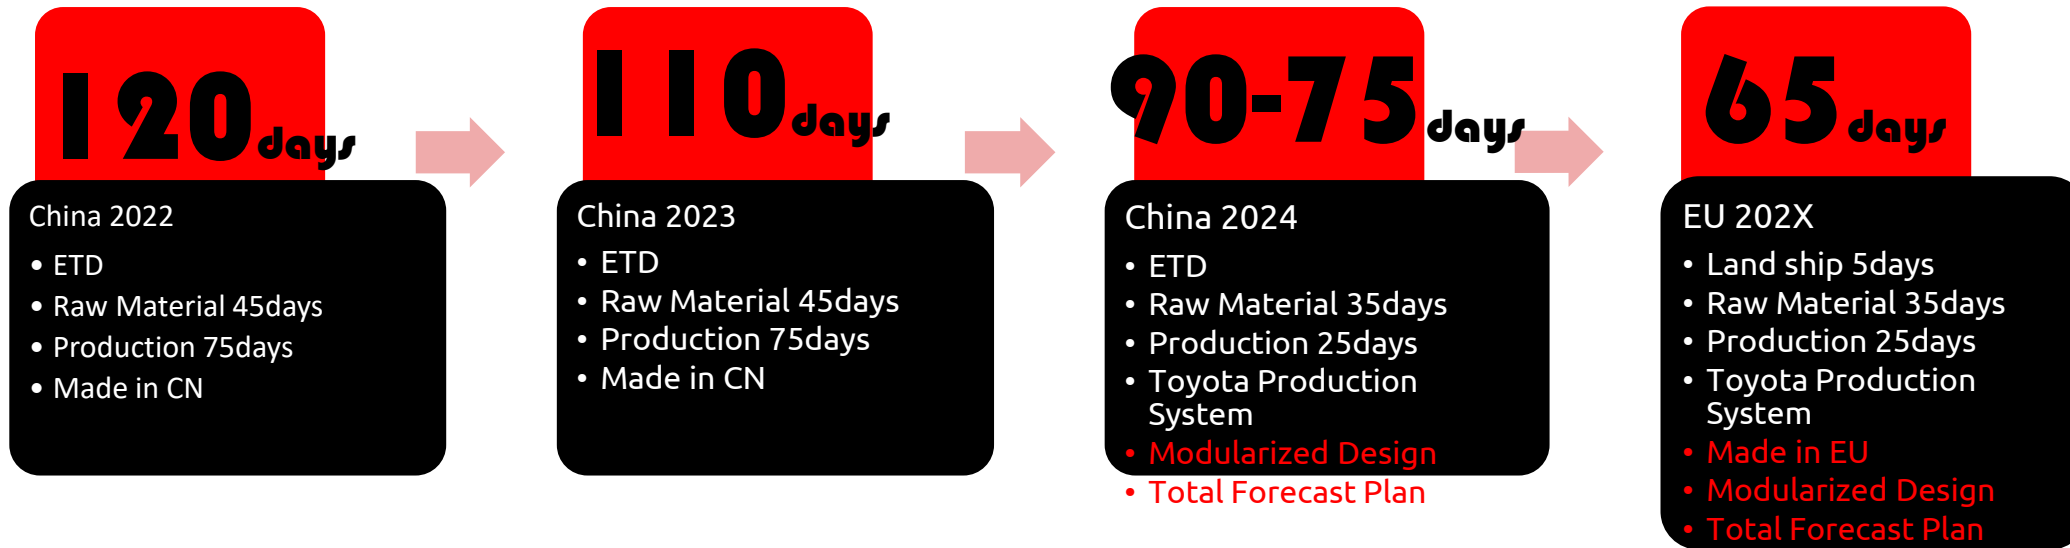 120days
China 2022
• ETD
• Raw Material 45days
• Production 75days
• Made in CN
110days
China 2023
• ETD
• Raw Material 45days
• Production 75days
• Made in CN
90-75days
China 2024
• ETD
• Raw Material 35days
• Production 25days
• Toyota Production
System
• Modularized Design
• Total Forecast Plan
65days
EU 202X
• Land ship 5days
• Raw Material 35days
• Production 25days
• Toyota Production
System
• Made in EU
• Modularized Design
• Total Forecast Plan